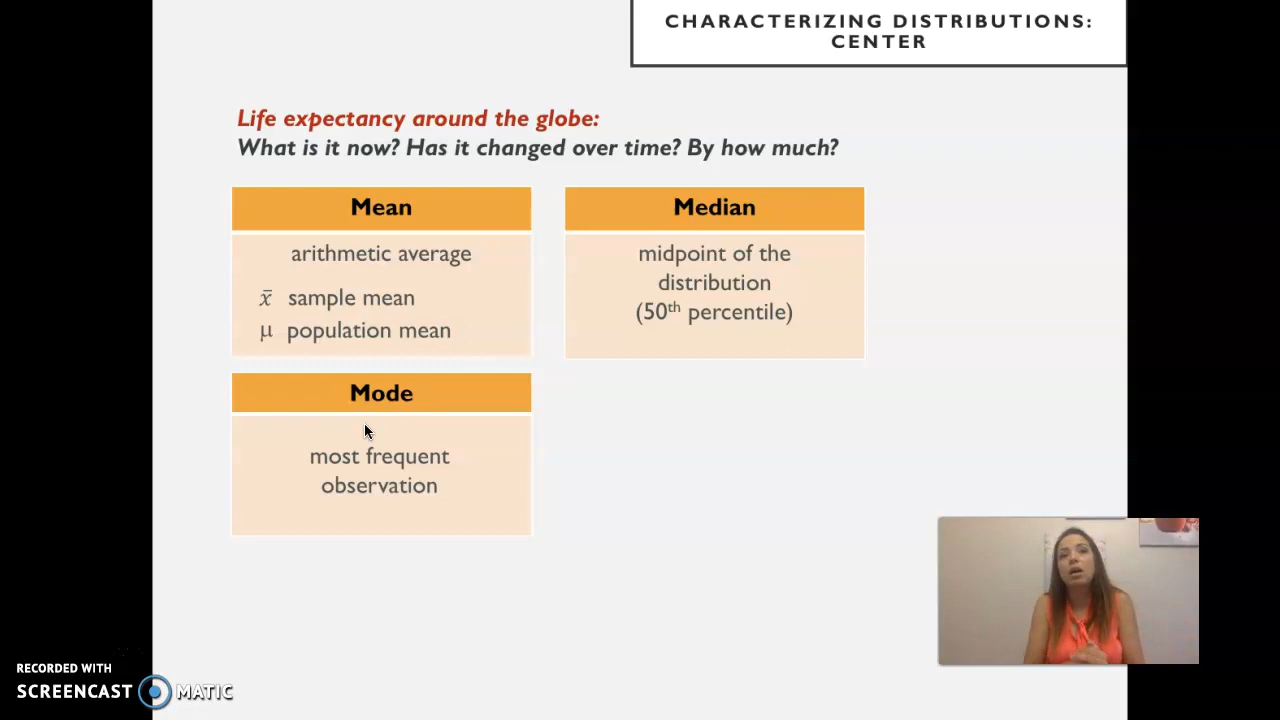 CHARACTERIZING DISTRIBUTIONS:
CENTER
Life expectancy around the globe:
What is it now? Has it changed over time? By how much?
Mean
arithmetic average
x̄ sample mean
μ population mean
Median
midpoint of the
distribution
(50th percentile)
Mode
most frequent
observation
RECORDED WITH
SCREENCAST MATIC